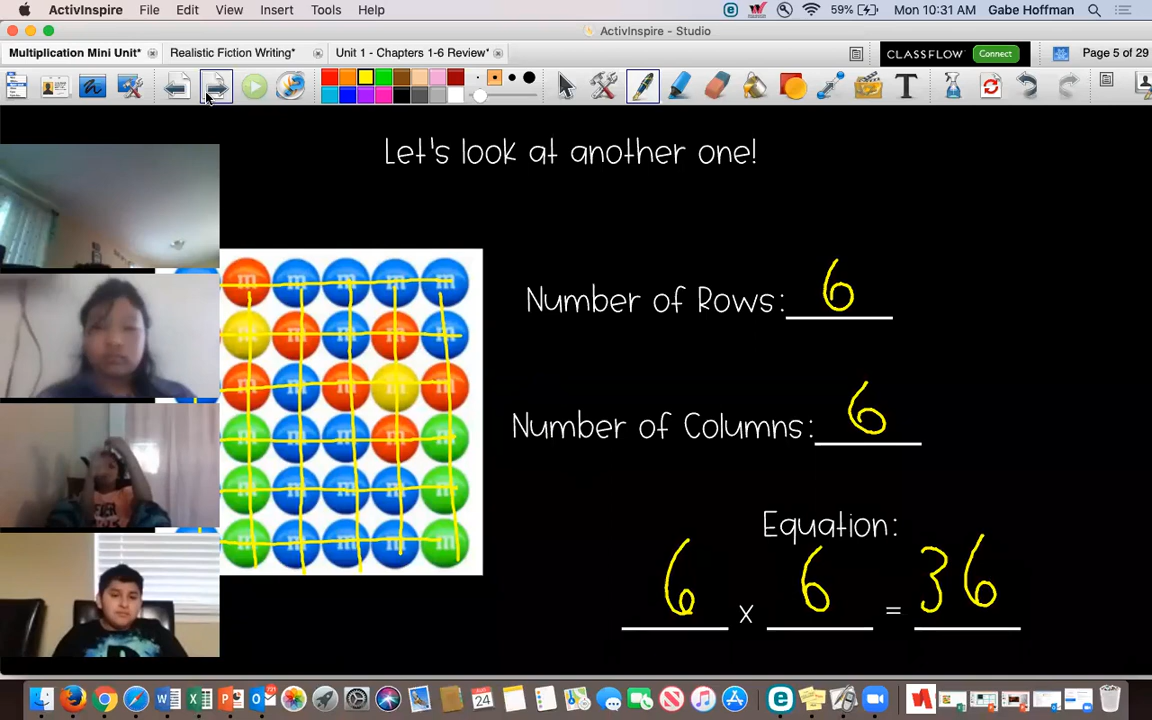 ActivInspire File Edit View Insert Tools Help 59% Mon 10:31 AM Gabe Hoffman
ActivInspire - Studio
Multiplication Mini Unit* Realistic Fiction Writing* Unit 1 - Chapters 1-6 Review* CLASSFLOW Connect Page 5 of 29
T
Let's look at another one!
m m m m m
m m m m m
m m m m m
m m m m m
m m m m m
m m m m m
Number of Rows: 6
Number of Columns: 6
Equation:
6 x 6 = 36